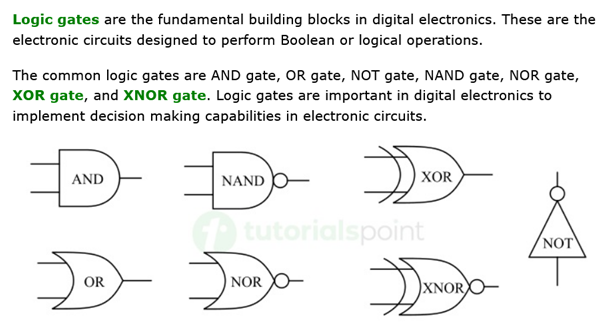 Logic gates are the fundamental building blocks in digital electronics. These are the
electronic circuits designed to perform Boolean or logical operations.
The common logic gates are AND gate, OR gate, NOT gate, NAND gate, NOR gate,
XOR gate, and XNOR gate. Logic gates are important in digital electronics to
implement decision making capabilities in electronic circuits.
AND
NAND
XOR
tutorialspoint
NOT
OR
NOR
XNOR